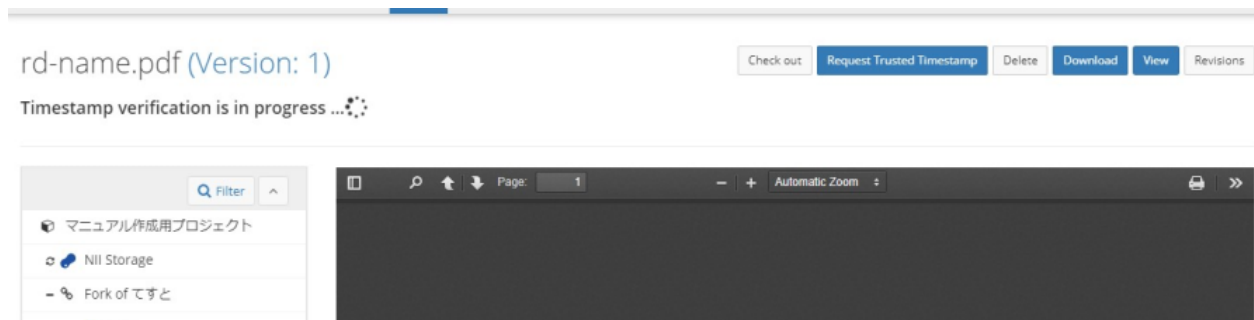 rd-name.pdf (Version: 1)
Check out Request Trusted Timestamp Delete Download View Revisions
Timestamp verification is in progress ...
Filter
Page: 1
Automatic Zoom
マニュアル作成用プロジェクト
NII Storage
Fork of てすと